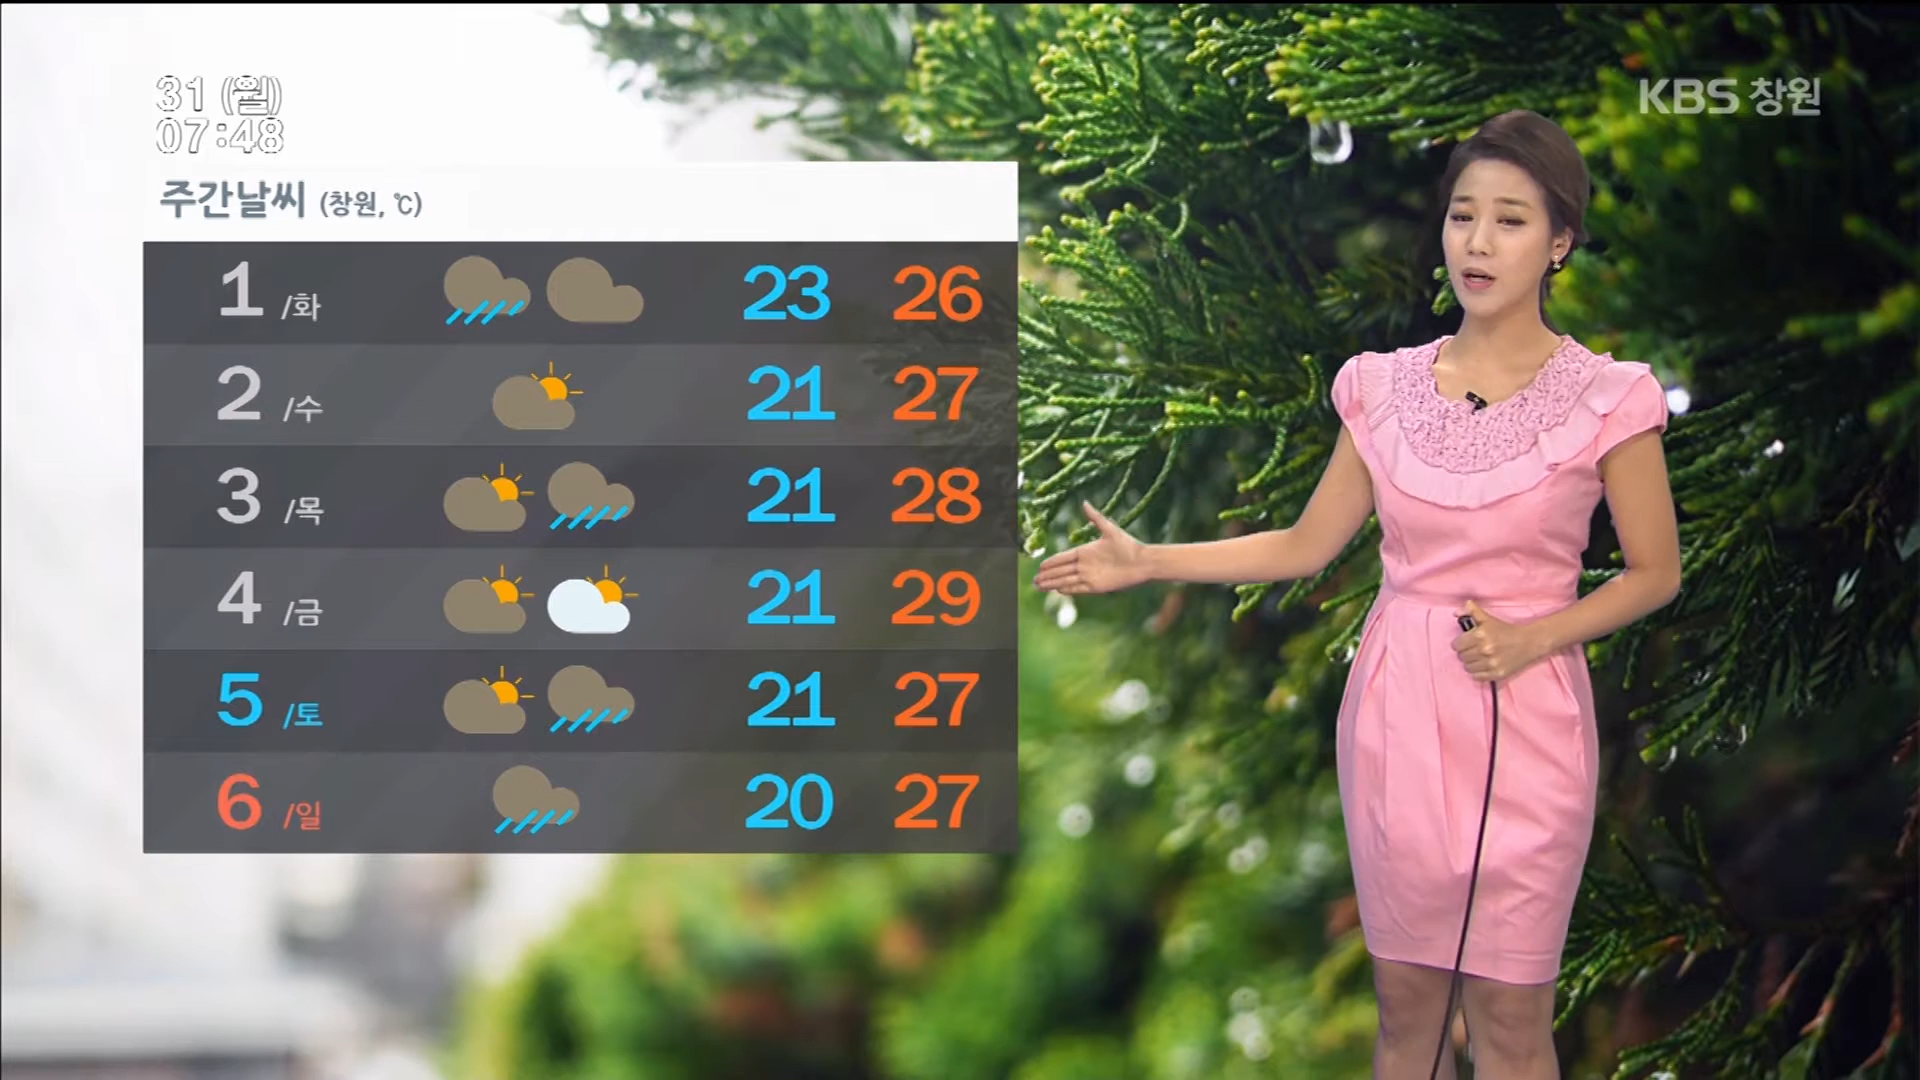 31 (월)
07:48
KBS 창원
주간날씨 (창원, ℃)
1 /화 23 26
2 /수 21 27
3 /목 21 28
4 /금 21 29
5 /토 21 27
6 /일 20 27